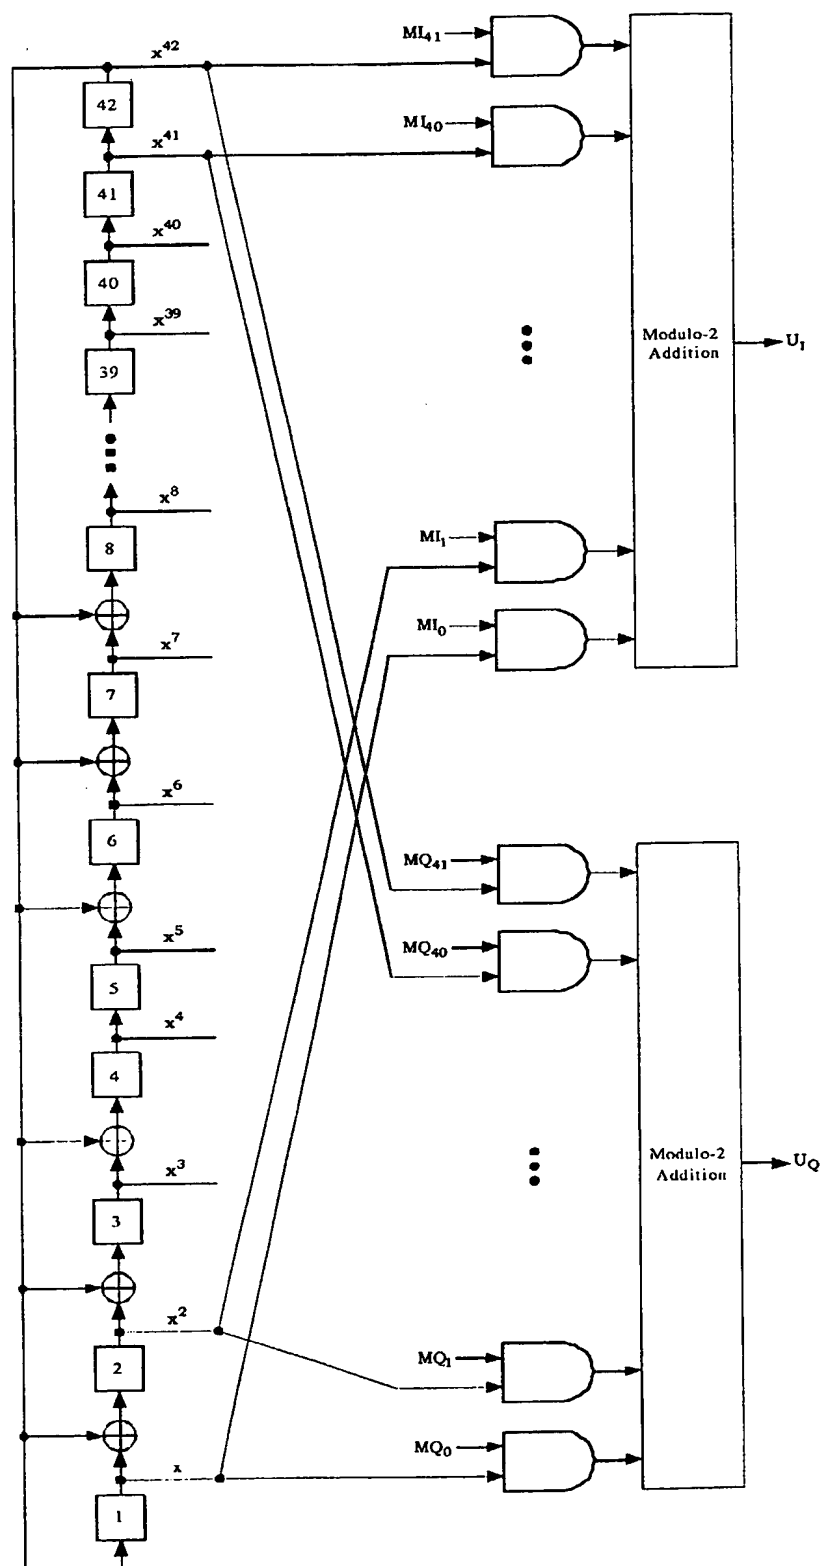 x^42
MI_41
42
MI_40
x^41
41
x^40
40
x^39
39
Modulo-2
Addition
U_I
x^8
8
MI_1
MI_0
x^7
7
x^6
6
MQ_41
x^5
MQ_40
5
x^4
4
Modulo-2
Addition
U_Q
x^3
3
x^2
2
MQ_1
MQ_0
x
1